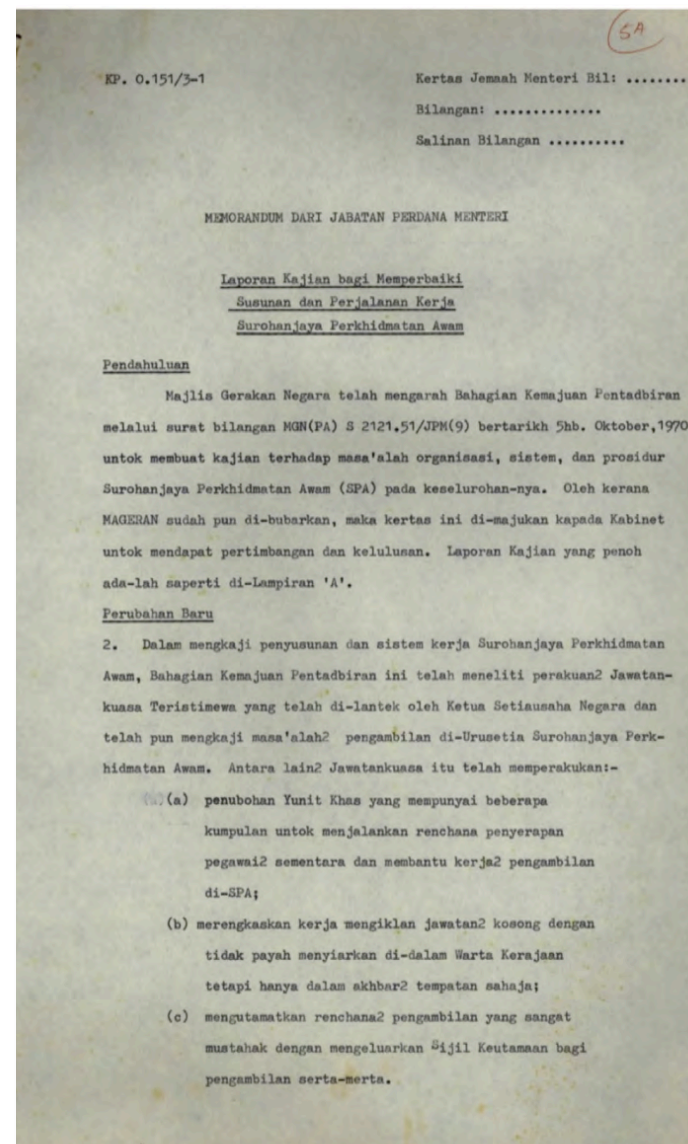 5A
KP. 0.151/3-1
Kertas Jemaah Menteri Bil: ........
Bilangan: ..............
Salinan Bilangan ..........
MEMORANDUM DARI JABATAN PERDANA MENTERI
Laporan Kajian bagi Memperbaiki
Susunan dan Perjalanan Kerja
Surohanjaya Perkhidmatan Awam
Pendahuluan
Majlis Gerakan Negara telah mengarah Bahagian Kemajuan Pentadbiran
melalui surat bilangan MGN(PA) S 2121.51/JPM(9) bertarikh 5hb. Oktober,1970
untok membuat kajian terhadap masa'alah organisasi, sistem, dan prosidur
Surohanjaya Perkhidmatan Awam (SPA) pada keselurohan-nya. Oleh kerana
MAGERAN sudah pun di-bubarkan, maka kertas ini di-majukan kapada Kabinet
untok mendapat pertimbangan dan kelulusan. Laporan Kajian yang penoh
ada-lah saperti di-Lampiran 'A'.
Perubahan Baru
2. Dalam mengkaji penyusunan dan sistem kerja Surohanjaya Perkhidmatan
Awam, Bahagian Kemajuan Pentadbiran ini telah meneliti perakuan2 Jawatan-
kuasa Teristimewa yang telah di-lantek oleh Ketua Setiausaha Negara dan
telah pun mengkaji masa'alah2 pengambilan di-Urusetia Surohanjaya Perk-
hidmatan Awam. Antara lain2 Jawatankuasa itu telah memperakukan:-
(a) penubohan Yunit Khas yang mempunyai beberapa
kumpulan untok menjalankan renchana penyerapan
pegawai2 sementara dan membantu kerja2 pengambilan
di-SPA;
(b) merengkaskan kerja mengiklan jawatan2 kosong dengan
tidak payah menyiarkan di-dalam Warta Kerajaan
tetapi hanya dalam akhbar2 tempatan sahaja;
(c) mengutamatkan renchana2 pengambilan yang sangat
mustahak dengan mengeluarkan Sijil Keutamaan bagi
pengambilan serta-merta.